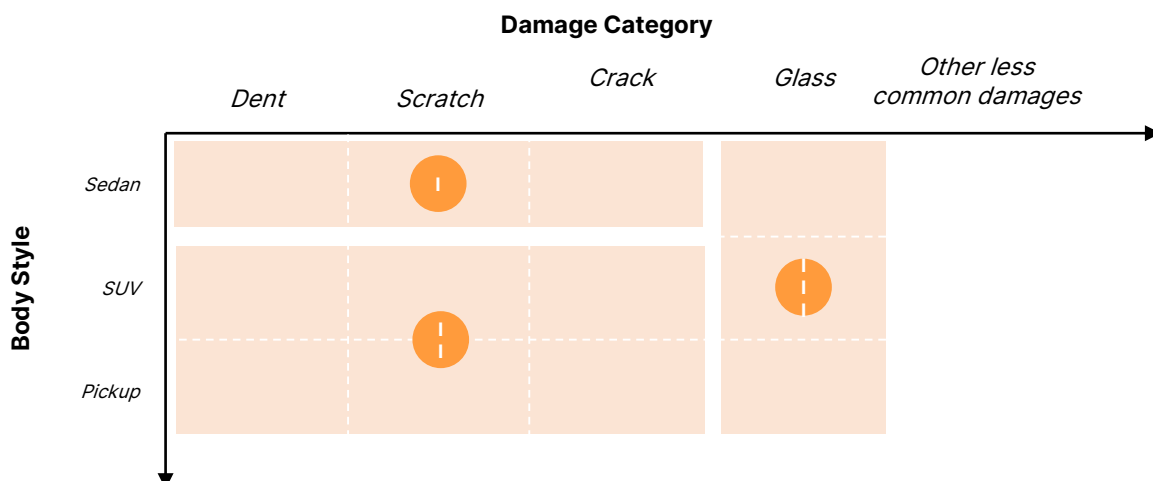 Damage Category
Dent
Scratch
Crack
Glass
Other less
common damages
Body Style
Sedan
SUV
Pickup